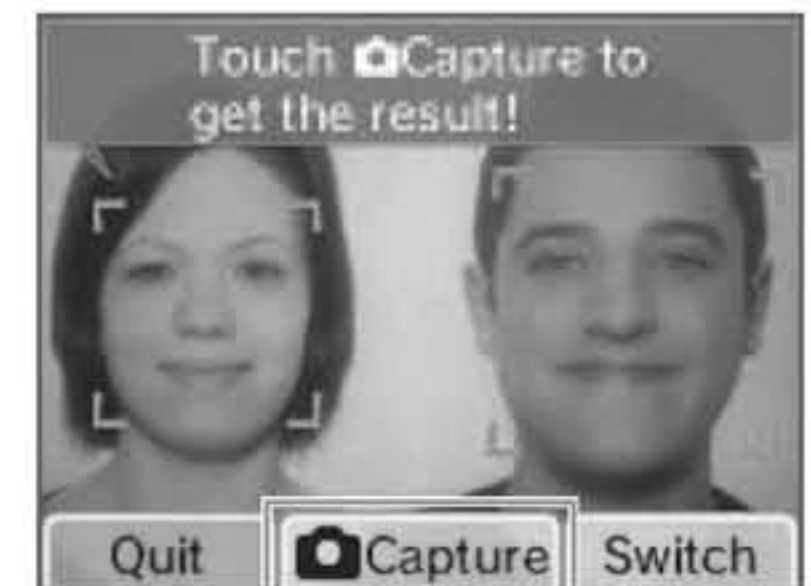 Touch Capture to
get the result!
Quit
Capture
Switch